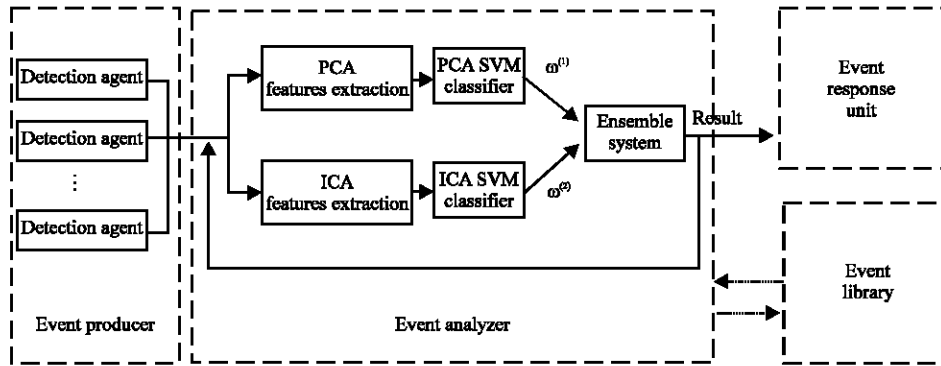 Detection agent
Detection agent
⋮
Detection agent
Event producer
PCA
features extraction
PCA SVM
classifier
ω(1)
ICA
features extraction
ICA SVM
classifier
ω(2)
Ensemble
system
Result
Event analyzer
Event
response
unit
Event
library